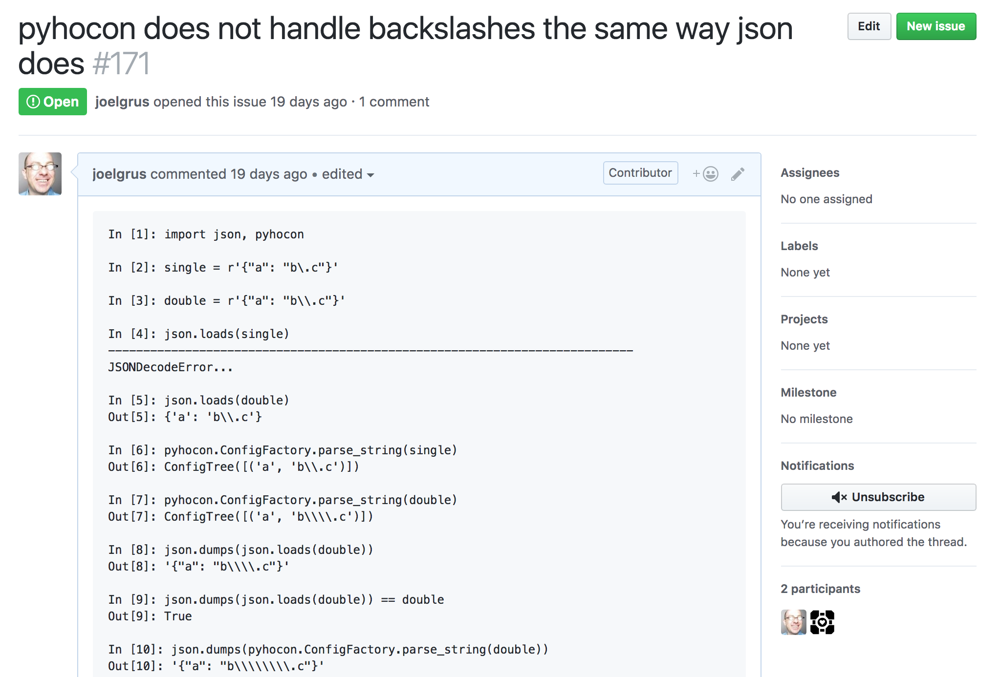 pyhocon does not handle backslashes the same way json
does #171
Edit
New issue
Open
joelgrus opened this issue 19 days ago · 1 comment
joelgrus commented 19 days ago • edited
Contributor
+
In [1]: import json, pyhocon
In [2]: single = r'{"a": "b\.c"}'
In [3]: double = r'{"a": "b\\.c"}'
In [4]: json.loads(single)
---------------------------------------------------------------------------
JSONDecodeError...
In [5]: json.loads(double)
Out[5]: {'a': 'b\\.c'}
In [6]: pyhocon.ConfigFactory.parse_string(single)
Out[6]: ConfigTree([('a', 'b\\.c')])
In [7]: pyhocon.ConfigFactory.parse_string(double)
Out[7]: ConfigTree([('a', 'b\\\\.c')])
In [8]: json.dumps(json.loads(double))
Out[8]: '{"a": "b\\\\.c"}'
In [9]: json.dumps(json.loads(double)) == double
Out[9]: True
In [10]: json.dumps(pyhocon.ConfigFactory.parse_string(double))
Out[10]: '{"a": "b\\\\\\\\.c"}'
Assignees
No one assigned
Labels
None yet
Projects
None yet
Milestone
No milestone
Notifications
Unsubscribe
You’re receiving notifications
because you authored the thread.
2 participants